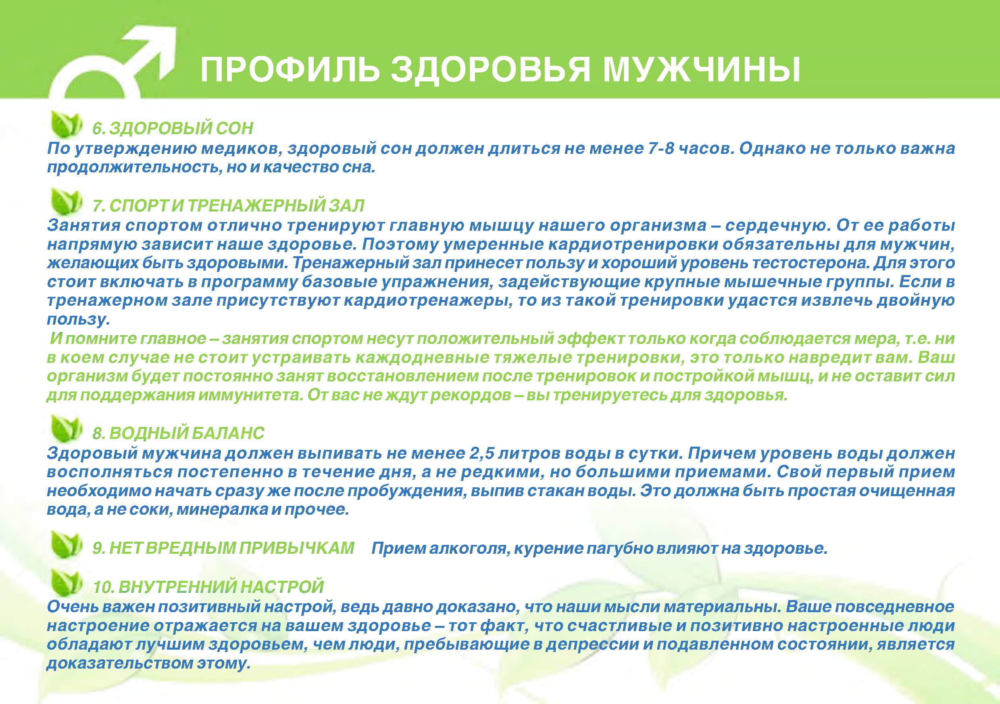 ПРОФИЛЬ ЗДОРОВЬЯ МУЖЧИНЫ
6. ЗДОРОВЫЙ СОН
По утверждению медиков, здоровый сон должен длиться не менее 7-8 часов. Однако не только важна
продолжительность, но и качество сна.
7. СПОРТ И ТРЕНАЖЕРНЫЙ ЗАЛ
Занятия спортом отлично тренируют главную мышцу нашего организма – сердечную. От ее работы
напрямую зависит наше здоровье. Поэтому умеренные кардиотренировки обязательны для мужчин,
желающих быть здоровыми. Тренажерный зал принесет пользу и хороший уровень тестостерона. Для этого
стоит включать в программу базовые упражнения, задействующие крупные мышечные группы. Если в
тренажерном зале присутствуют кардиотренажеры, то из такой тренировки удастся извлечь двойную
пользу.
И помните главное – занятия спортом несут положительный эффект только когда соблюдается мера, т.е. ни
в коем случае не стоит устраивать каждодневные тяжелые тренировки, это только навредит вам. Ваш
организм будет постоянно занят восстановлением после тренировок и постройкой мышц, и не оставит сил
для поддержания иммунитета. От вас не ждут рекордов – вы тренируетесь для здоровья.
8. ВОДНЫЙ БАЛАНС
Здоровый мужчина должен выпивать не менее 2,5 литров воды в сутки. Причем уровень воды должен
восполняться постепенно в течение дня, а не редкими, но большими приемами. Свой первый прием
необходимо начать сразу же после пробуждения, выпив стакан воды. Это должна быть простая очищенная
вода, а не соки, минералка и прочее.
9. НЕТ ВРЕДНЫМ ПРИВЫЧКАМ Прием алкоголя, курение пагубно влияют на здоровье.
10. ВНУТРЕННИЙ НАСТРОЙ
Очень важен позитивный настрой, ведь давно доказано, что наши мысли материальны. Ваше повседневное
настроение отражается на вашем здоровье – тот факт, что счастливые и позитивно настроенные люди
обладают лучшим здоровьем, чем люди, пребывающие в депрессии и подавленном состоянии, является
доказательством этому.